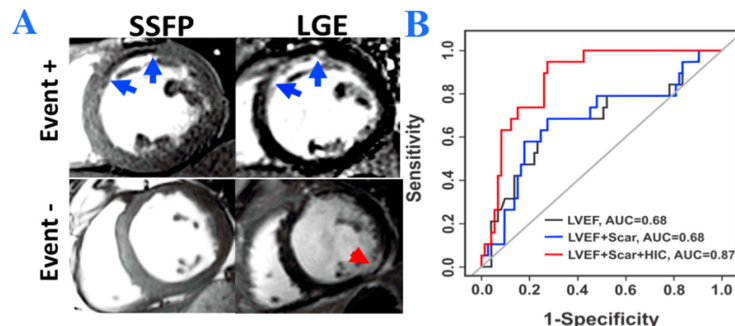 A
SSFP
LGE
Event +
Event -
B
Sensitivity
1.0
0.8
0.6
0.4
0.2
0.0
LVEF, AUC=0.68
LVEF+Scar, AUC=0.68
LVEF+Scar+HIC, AUC=0.87
0.0 0.2 0.4 0.6 0.8 1.0
1-Specificity